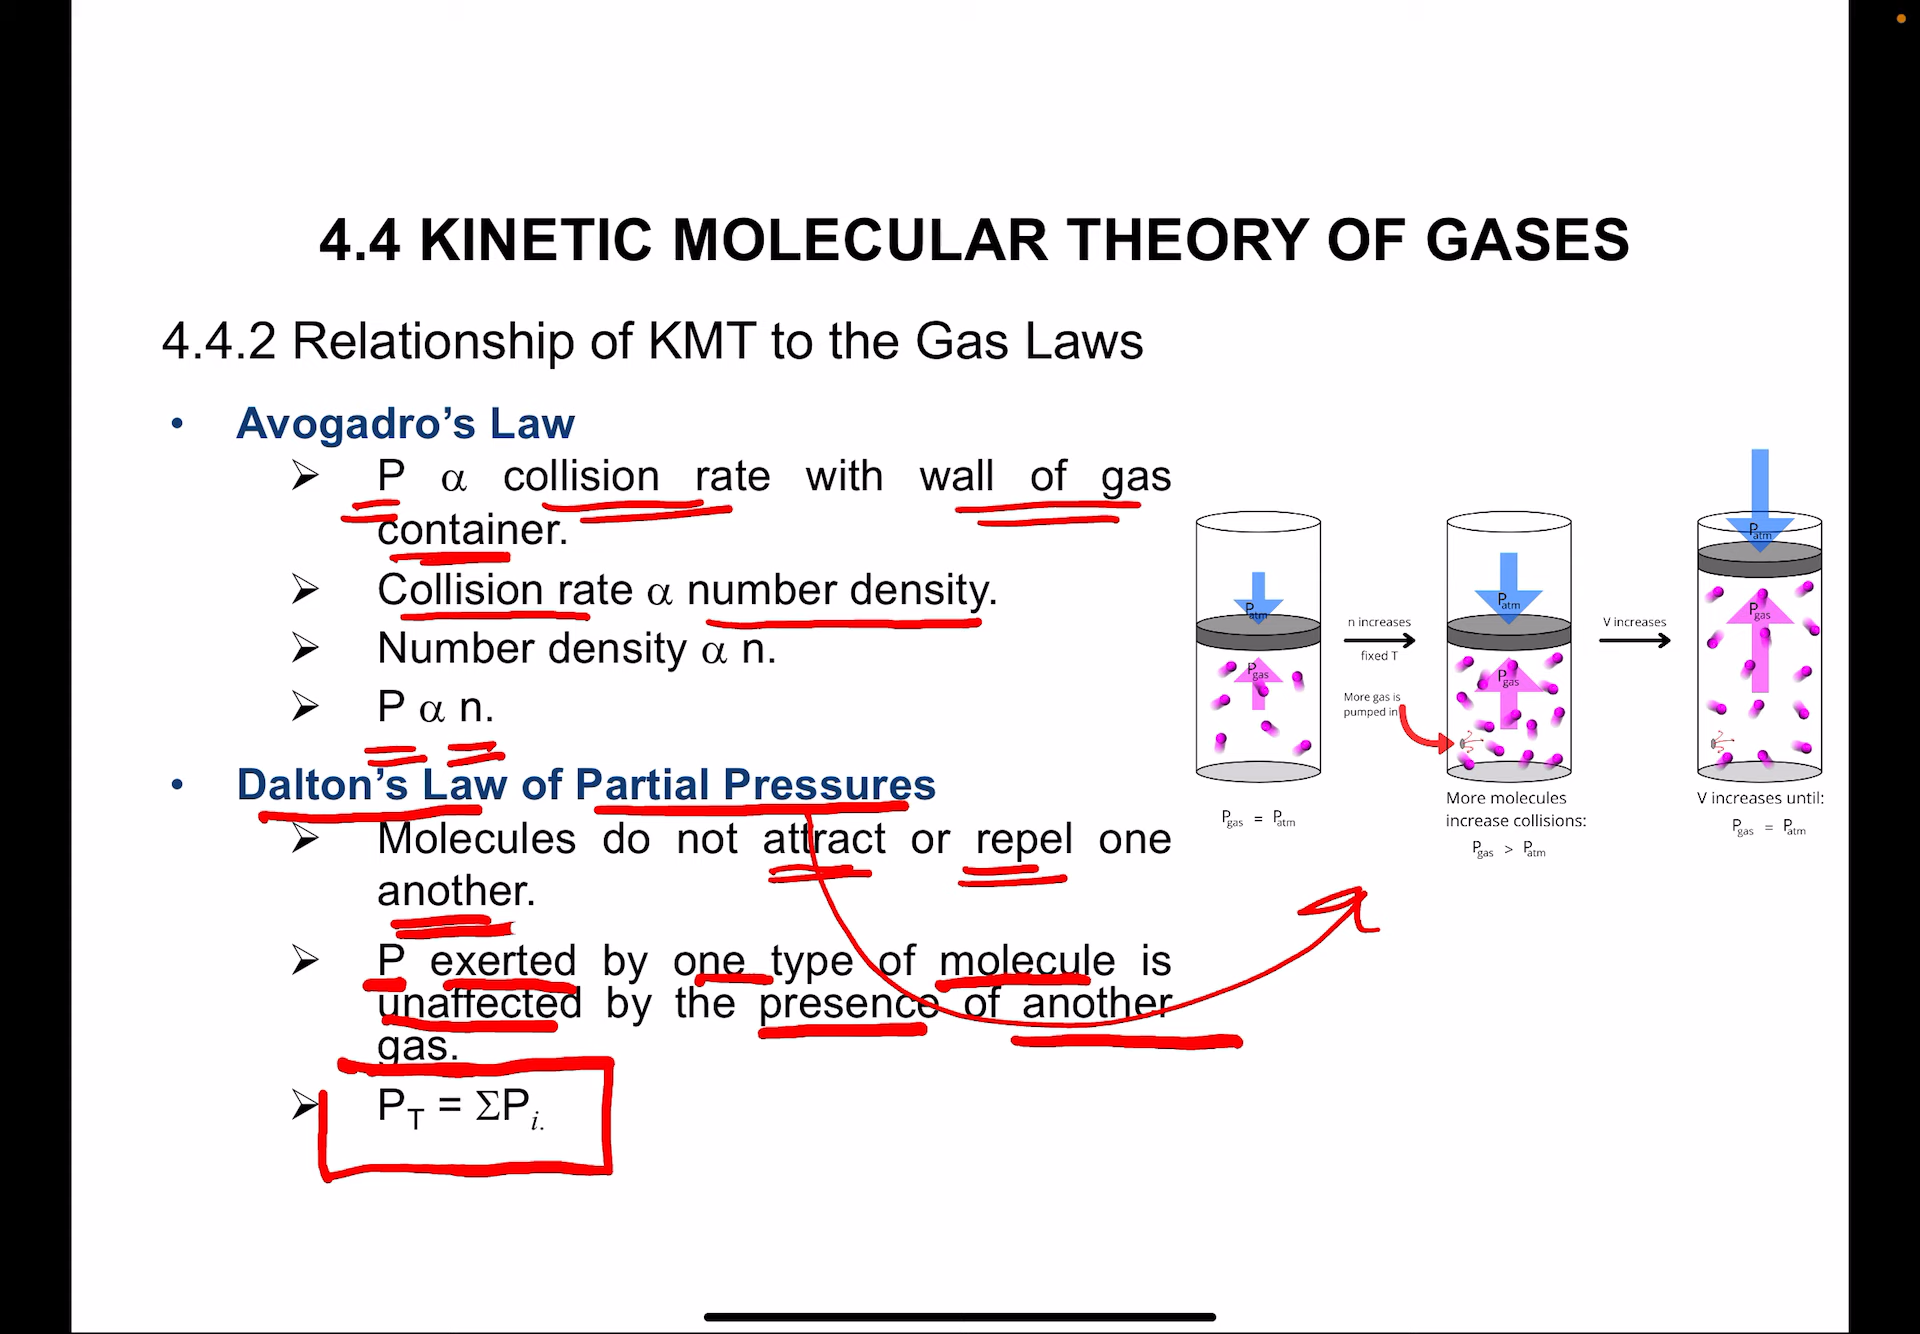 4.4 KINETIC MOLECULAR THEORY OF GASES
4.4.2 Relationship of KMT to the Gas Laws
• Avogadro’s Law
➢ P α collision rate with wall of gas
container.
➢ Collision rate α number density.
➢ Number density α n.
➢ P α n.
• Dalton’s Law of Partial Pressures
➢ Molecules do not attract or repel one
another.
➢ P exerted by one type of molecule is
unaffected by the presence of another
gas.
➢ PT = ΣPi.
Patm
Pgas
Pgas = Patm
n increases
fixed T
More gas is
pumped in
Patm
Pgas
More molecules
increase collisions:
Pgas > Patm
V increases
Patm
Pgas
V increases until:
Pgas = Patm